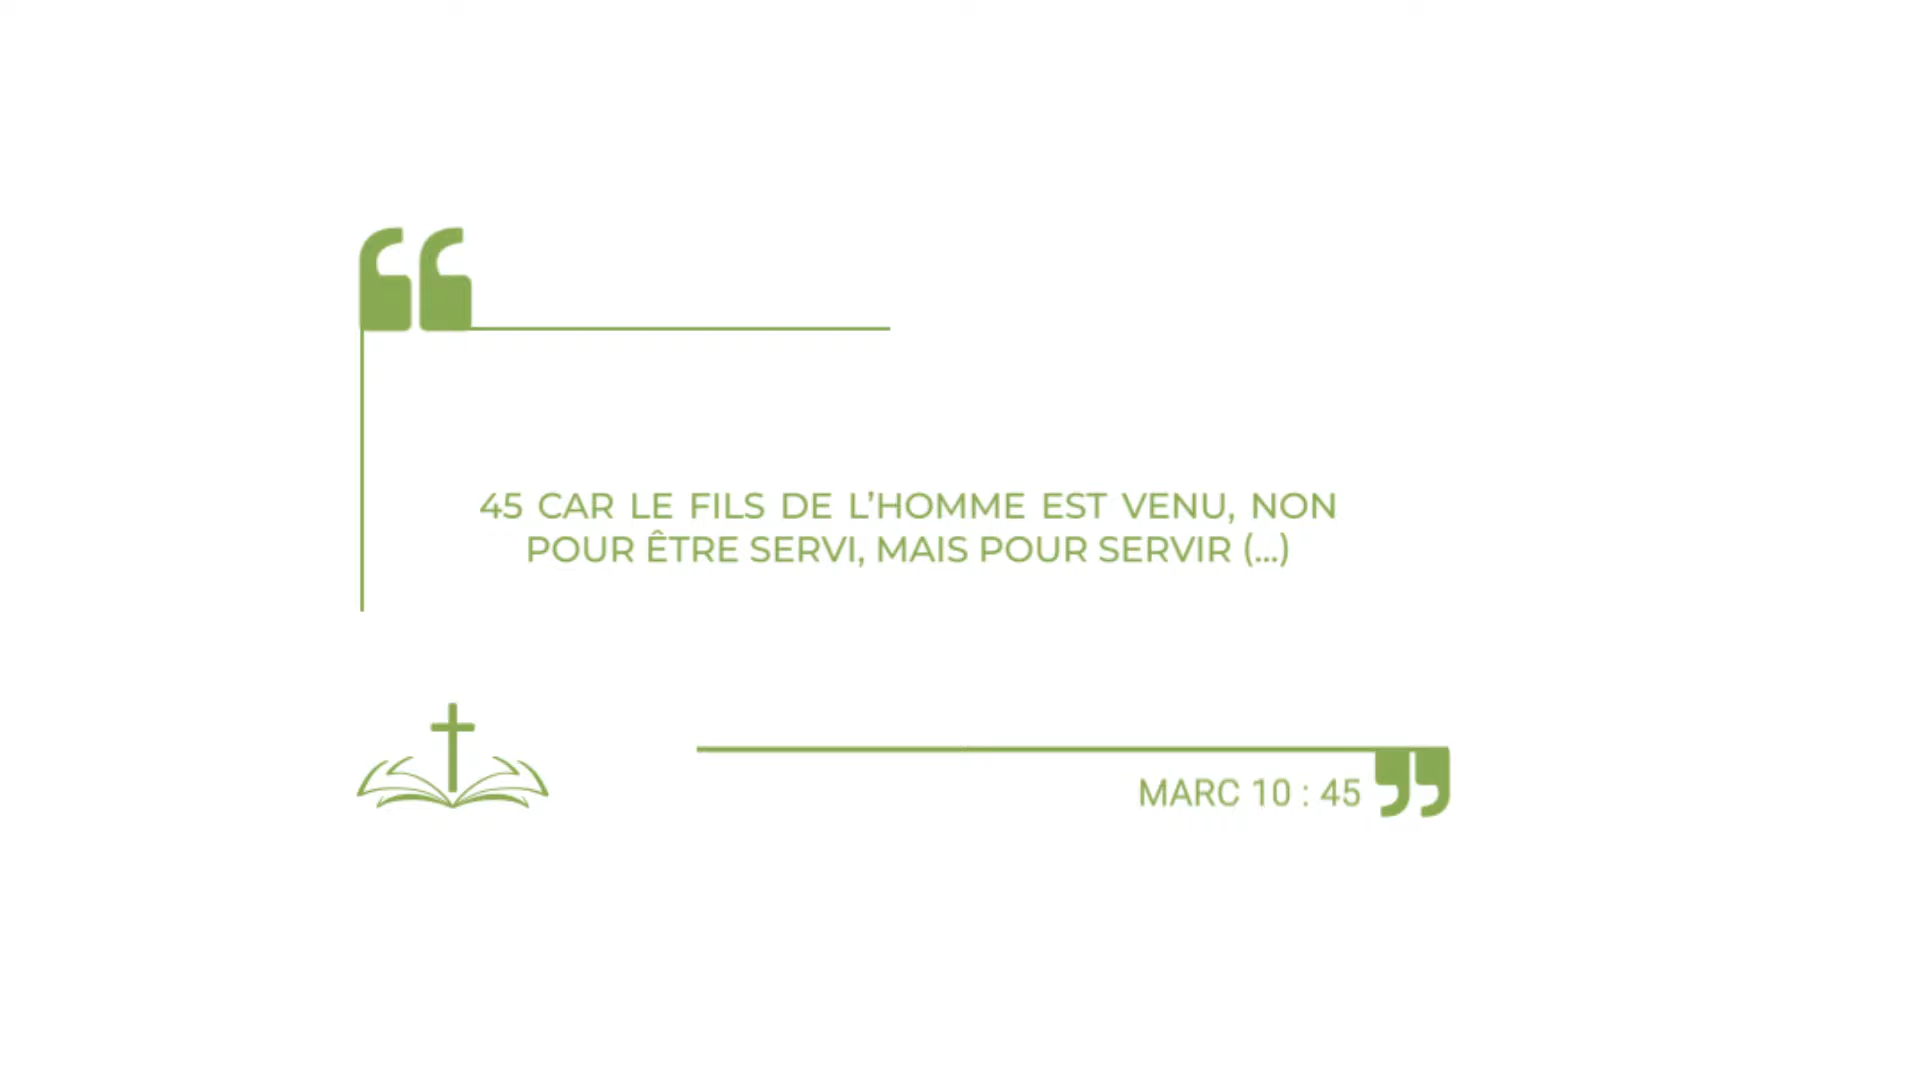 45 CAR LE FILS DE L’HOMME EST VENU, NON
POUR ÊTRE SERVI, MAIS POUR SERVIR (...)
MARC 10 : 45